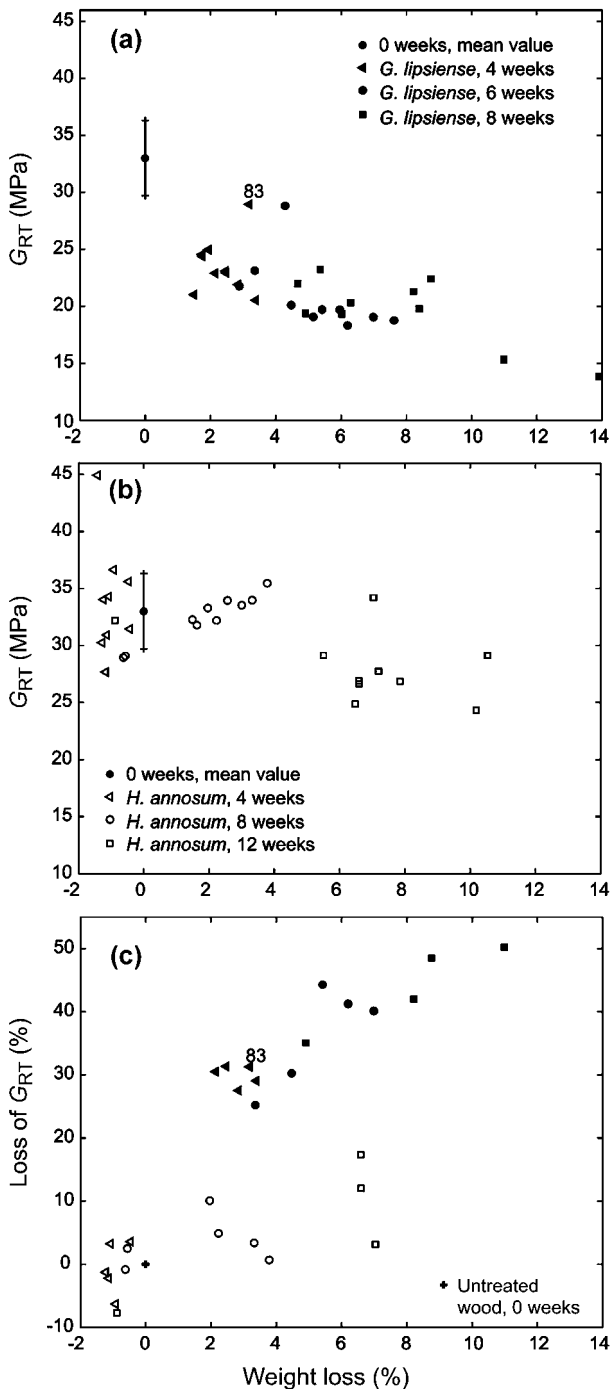 45
(a)
0 weeks, mean value
G. lipsiense, 4 weeks
40
G. lipsiense, 6 weeks
G. lipsiense, 8 weeks
35
30
83
25
20
15
10
GRT (MPa)
-2 0 2 4 6 8 10 12 14
45
(b)
40
35
30
25
20
15
10
GRT (MPa)
0 weeks, mean value
H. annosum, 4 weeks
H. annosum, 8 weeks
H. annosum, 12 weeks
-2 0 2 4 6 8 10 12 14
50
(c)
40
30
83
20
10
0
-10
Loss of GRT (%)
Untreated
wood, 0 weeks
-2 0 2 4 6 8 10 12 14
Weight loss (%)